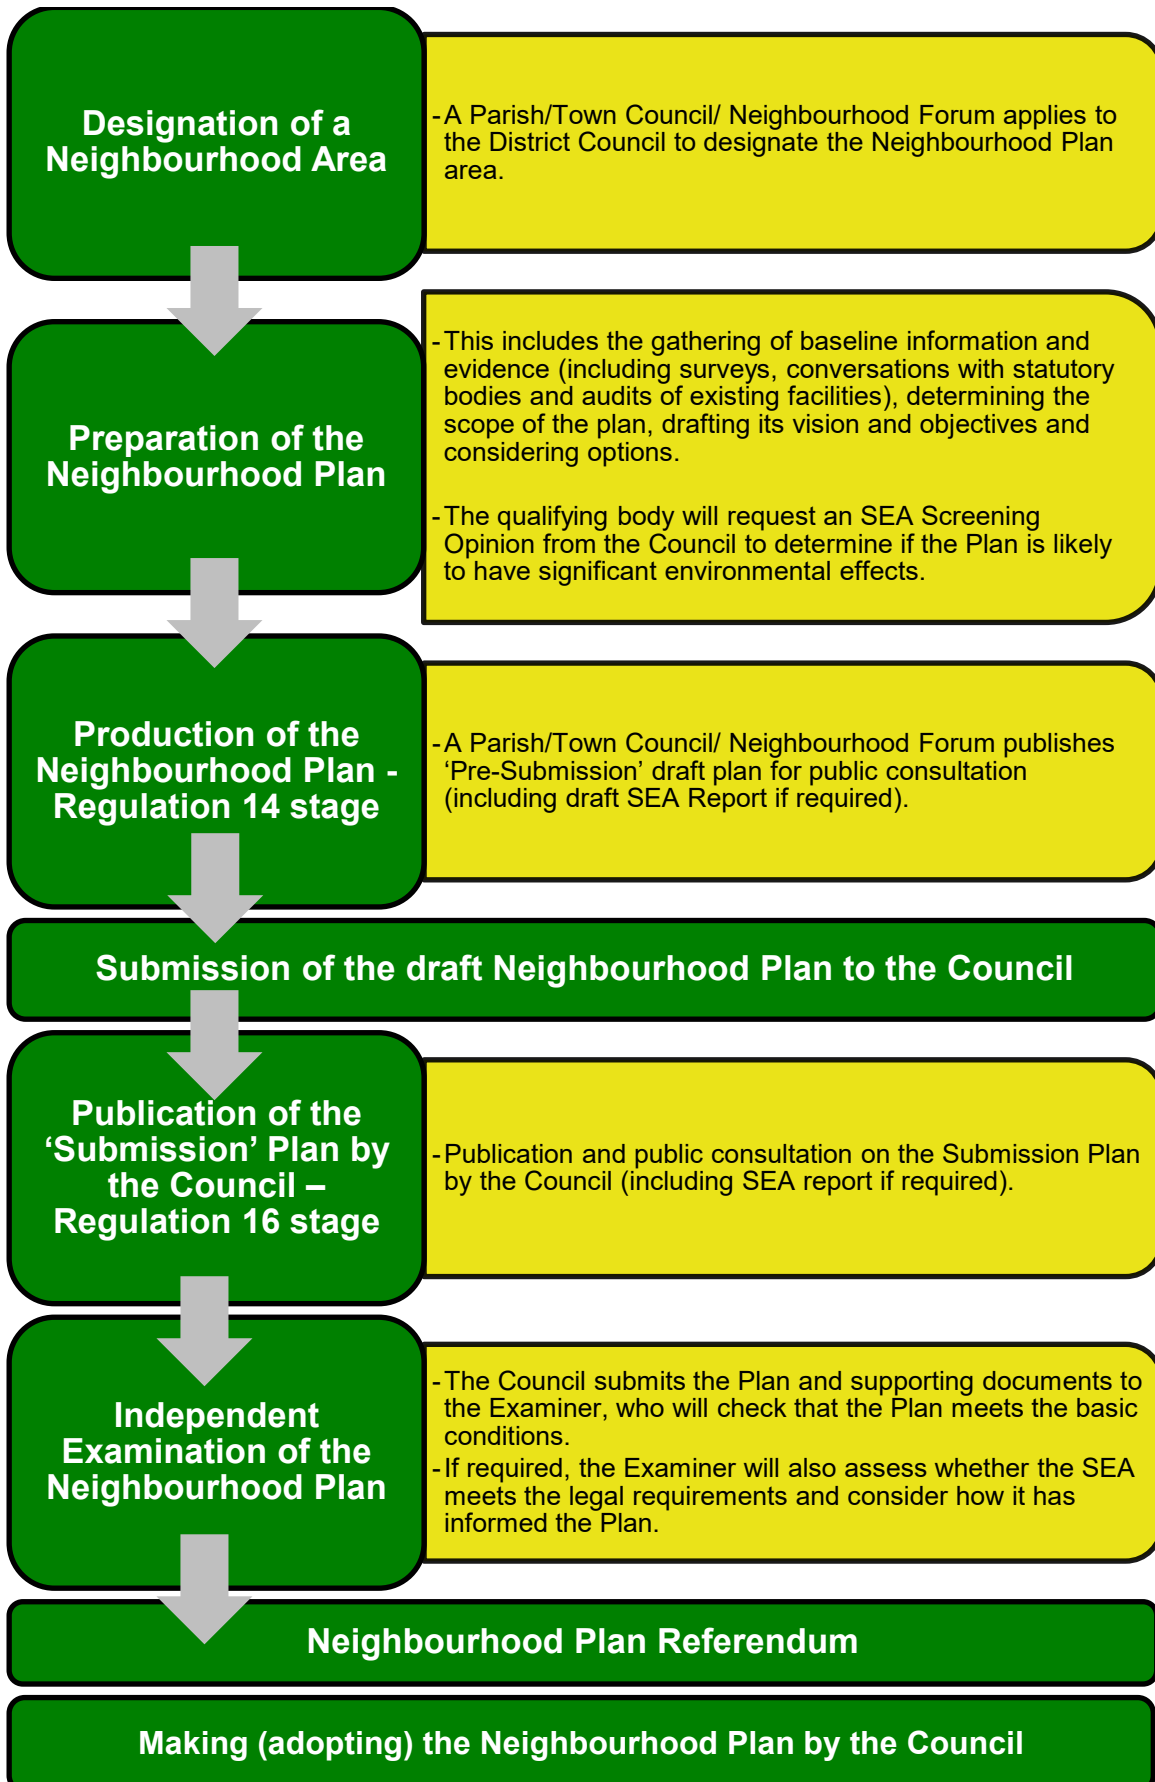 Designation of a
Neighbourhood Area
-A Parish/Town Council/ Neighbourhood Forum applies to
the District Council to designate the Neighbourhood Plan
area.
Preparation of the
Neighbourhood Plan
-This includes the gathering of baseline information and
evidence (including surveys, conversations with statutory
bodies and audits of existing facilities), determining the
scope of the plan, drafting its vision and objectives and
considering options.
-The qualifying body will request an SEA Screening
Opinion from the Council to determine if the Plan is likely
to have significant environmental effects.
Production of the
Neighbourhood Plan -
Regulation 14 stage
-A Parish/Town Council/ Neighbourhood Forum publishes
‘Pre-Submission’ draft plan for public consultation
(including draft SEA Report if required).
Submission of the draft Neighbourhood Plan to the Council
Publication of the
‘Submission’ Plan by
the Council –
Regulation 16 stage
-Publication and public consultation on the Submission Plan
by the Council (including SEA report if required).
Independent
Examination of the
Neighbourhood Plan
-The Council submits the Plan and supporting documents to
the Examiner, who will check that the Plan meets the basic
conditions.
-If required, the Examiner will also assess whether the SEA
meets the legal requirements and consider how it has
informed the Plan.
Neighbourhood Plan Referendum
Making (adopting) the Neighbourhood Plan by the Council